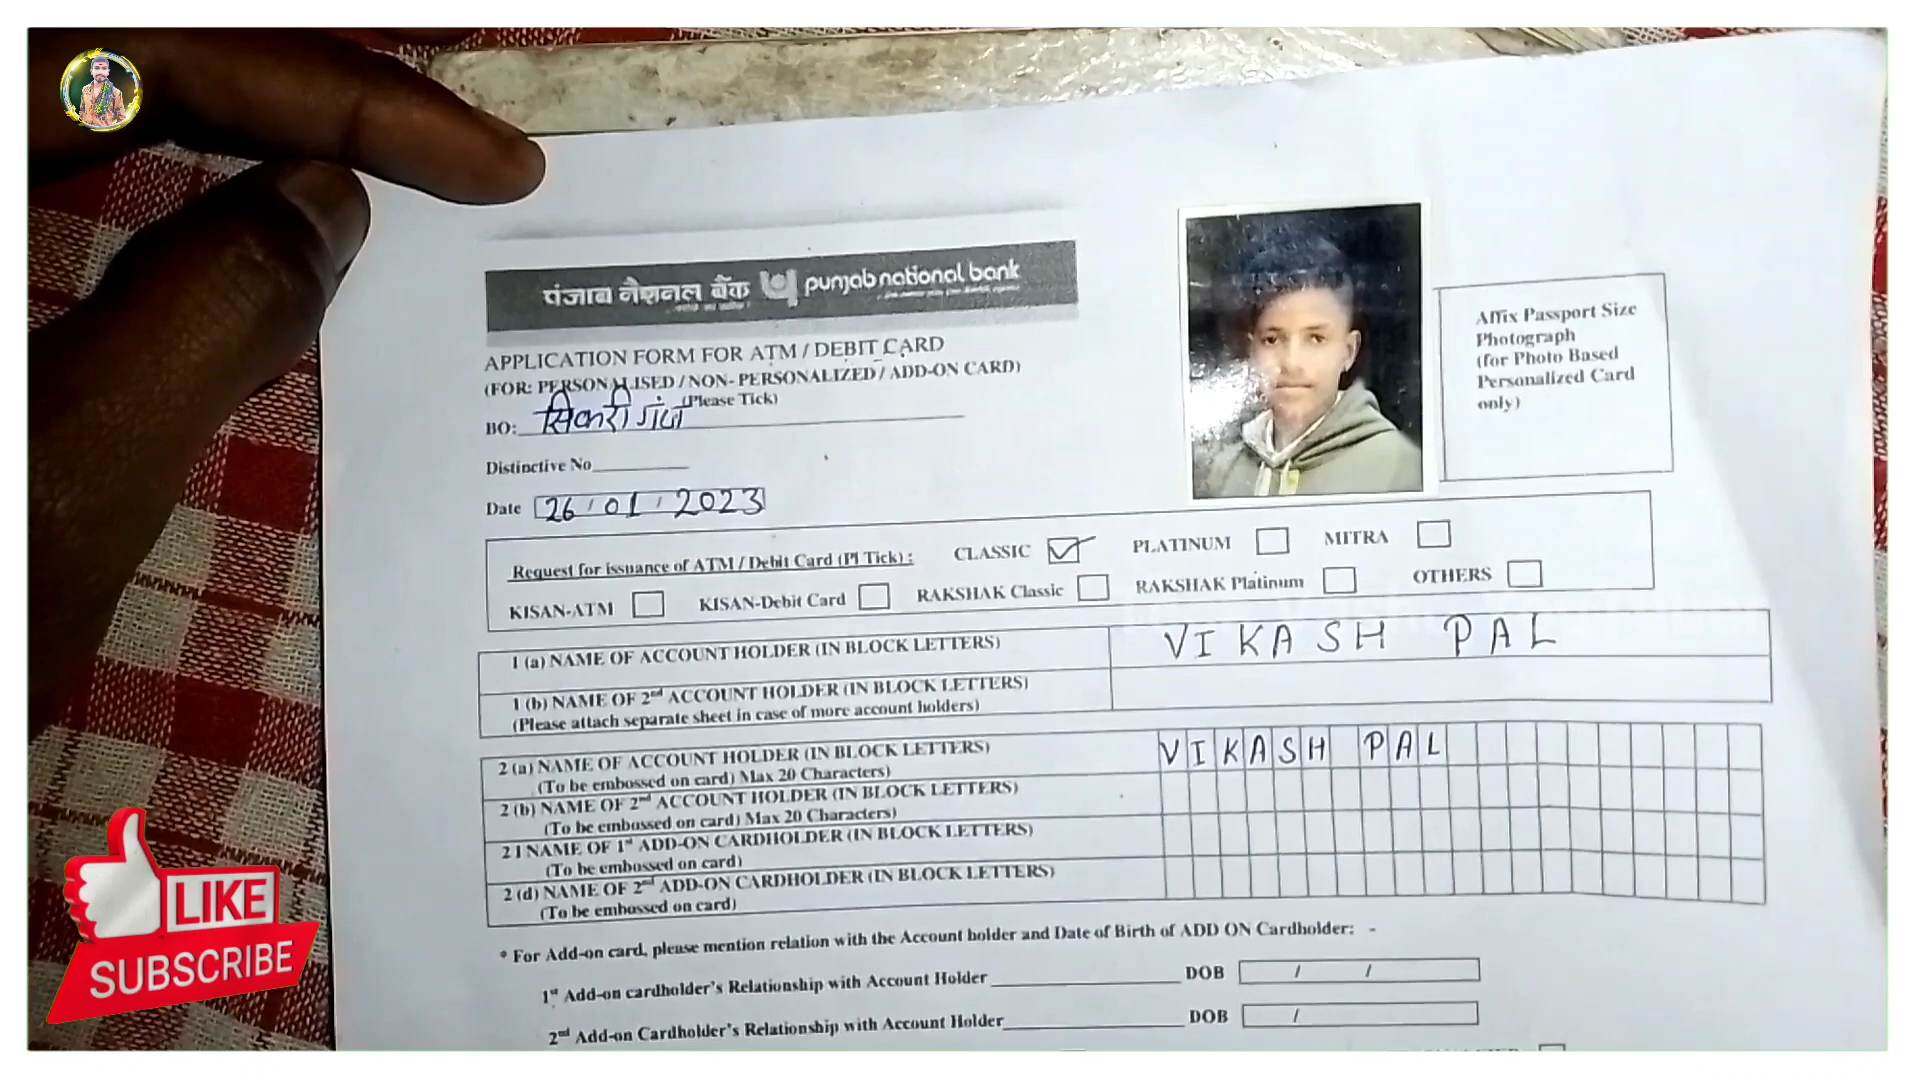 पंजाब नैशनल बैंक punjab national bank
APPLICATION FORM FOR ATM / DEBIT CARD
(FOR: PERSONALISED / NON- PERSONALIZED / ADD-ON CARD)
(Please Tick)
BO: सिकरीगंज
Distinctive No
Date 26/01/2023
Affix Passport Size
Photograph
(for Photo Based
Personalized Card
only)
Request for issuance of ATM / Debit Card (Pl Tick) : CLASSIC PLATINUM MITRA
KISAN-ATM KISAN-Debit Card RAKSHAK Classic RAKSHAK Platinum OTHERS
1 (a) NAME OF ACCOUNT HOLDER (IN BLOCK LETTERS) VIKASH PAL
1 (b) NAME OF 2nd ACCOUNT HOLDER (IN BLOCK LETTERS)
(Please attach separate sheet in case of more account holders)
2 (a) NAME OF ACCOUNT HOLDER (IN BLOCK LETTERS) VIKASH PAL
(To be embossed on card) Max 20 Characters)
2 (b) NAME OF 2nd ACCOUNT HOLDER (IN BLOCK LETTERS)
(To be embossed on card) Max 20 Characters)
2 I NAME OF 1st ADD-ON CARDHOLDER (IN BLOCK LETTERS)
(To be embossed on card)
2 (d) NAME OF 2nd ADD-ON CARDHOLDER (IN BLOCK LETTERS)
(To be embossed on card)
* For Add-on card, please mention relation with the Account holder and Date of Birth of ADD ON Cardholder: -
1st Add-on cardholder's Relationship with Account Holder DOB / /
2nd Add-on Cardholder's Relationship with Account Holder DOB /
LIKE
SUBSCRIBE